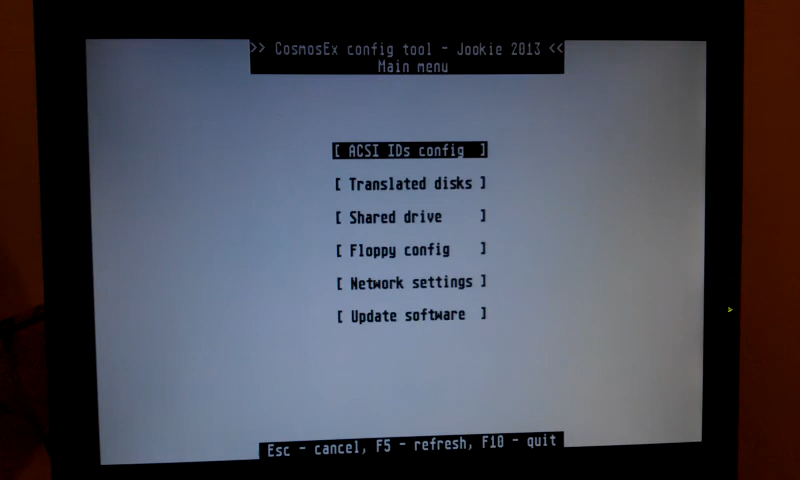 >> CosmosEx config tool - Jookie 2013 <<
Main menu
[ ACSI IDs config ]
[ Translated disks ]
[ Shared drive ]
[ Floppy config ]
[ Network settings ]
[ Update software ]
Esc - cancel, F5 - refresh, F10 - quit